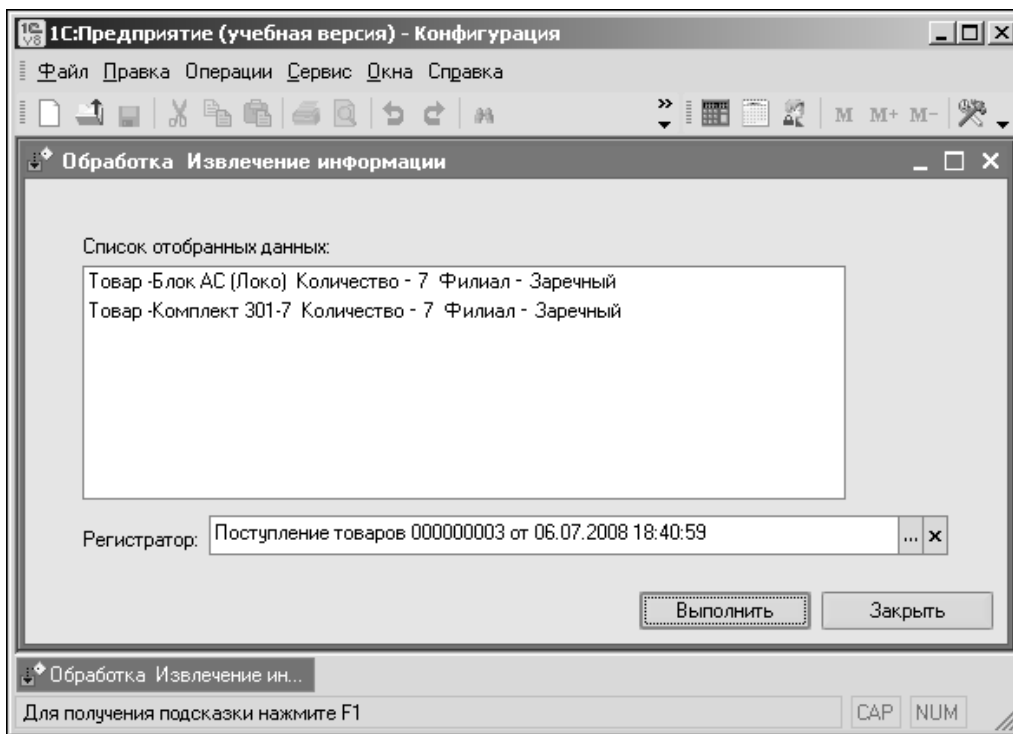 1С:Предприятие (учебная версия) - Конфигурация
Файл Правка Операции Сервис Окна Справка
M M+ M-
Обработка Извлечение информации
Список отобранных данных:
Товар -Блок АС (Локо) Количество - 7 Филиал - Заречный
Товар -Комплект 301-7 Количество - 7 Филиал - Заречный
Регистратор: Поступление товаров 000000003 от 06.07.2008 18:40:59 ... x
Выполнить Закрыть
Обработка Извлечение ин...
Для получения подсказки нажмите F1 CAP NUM